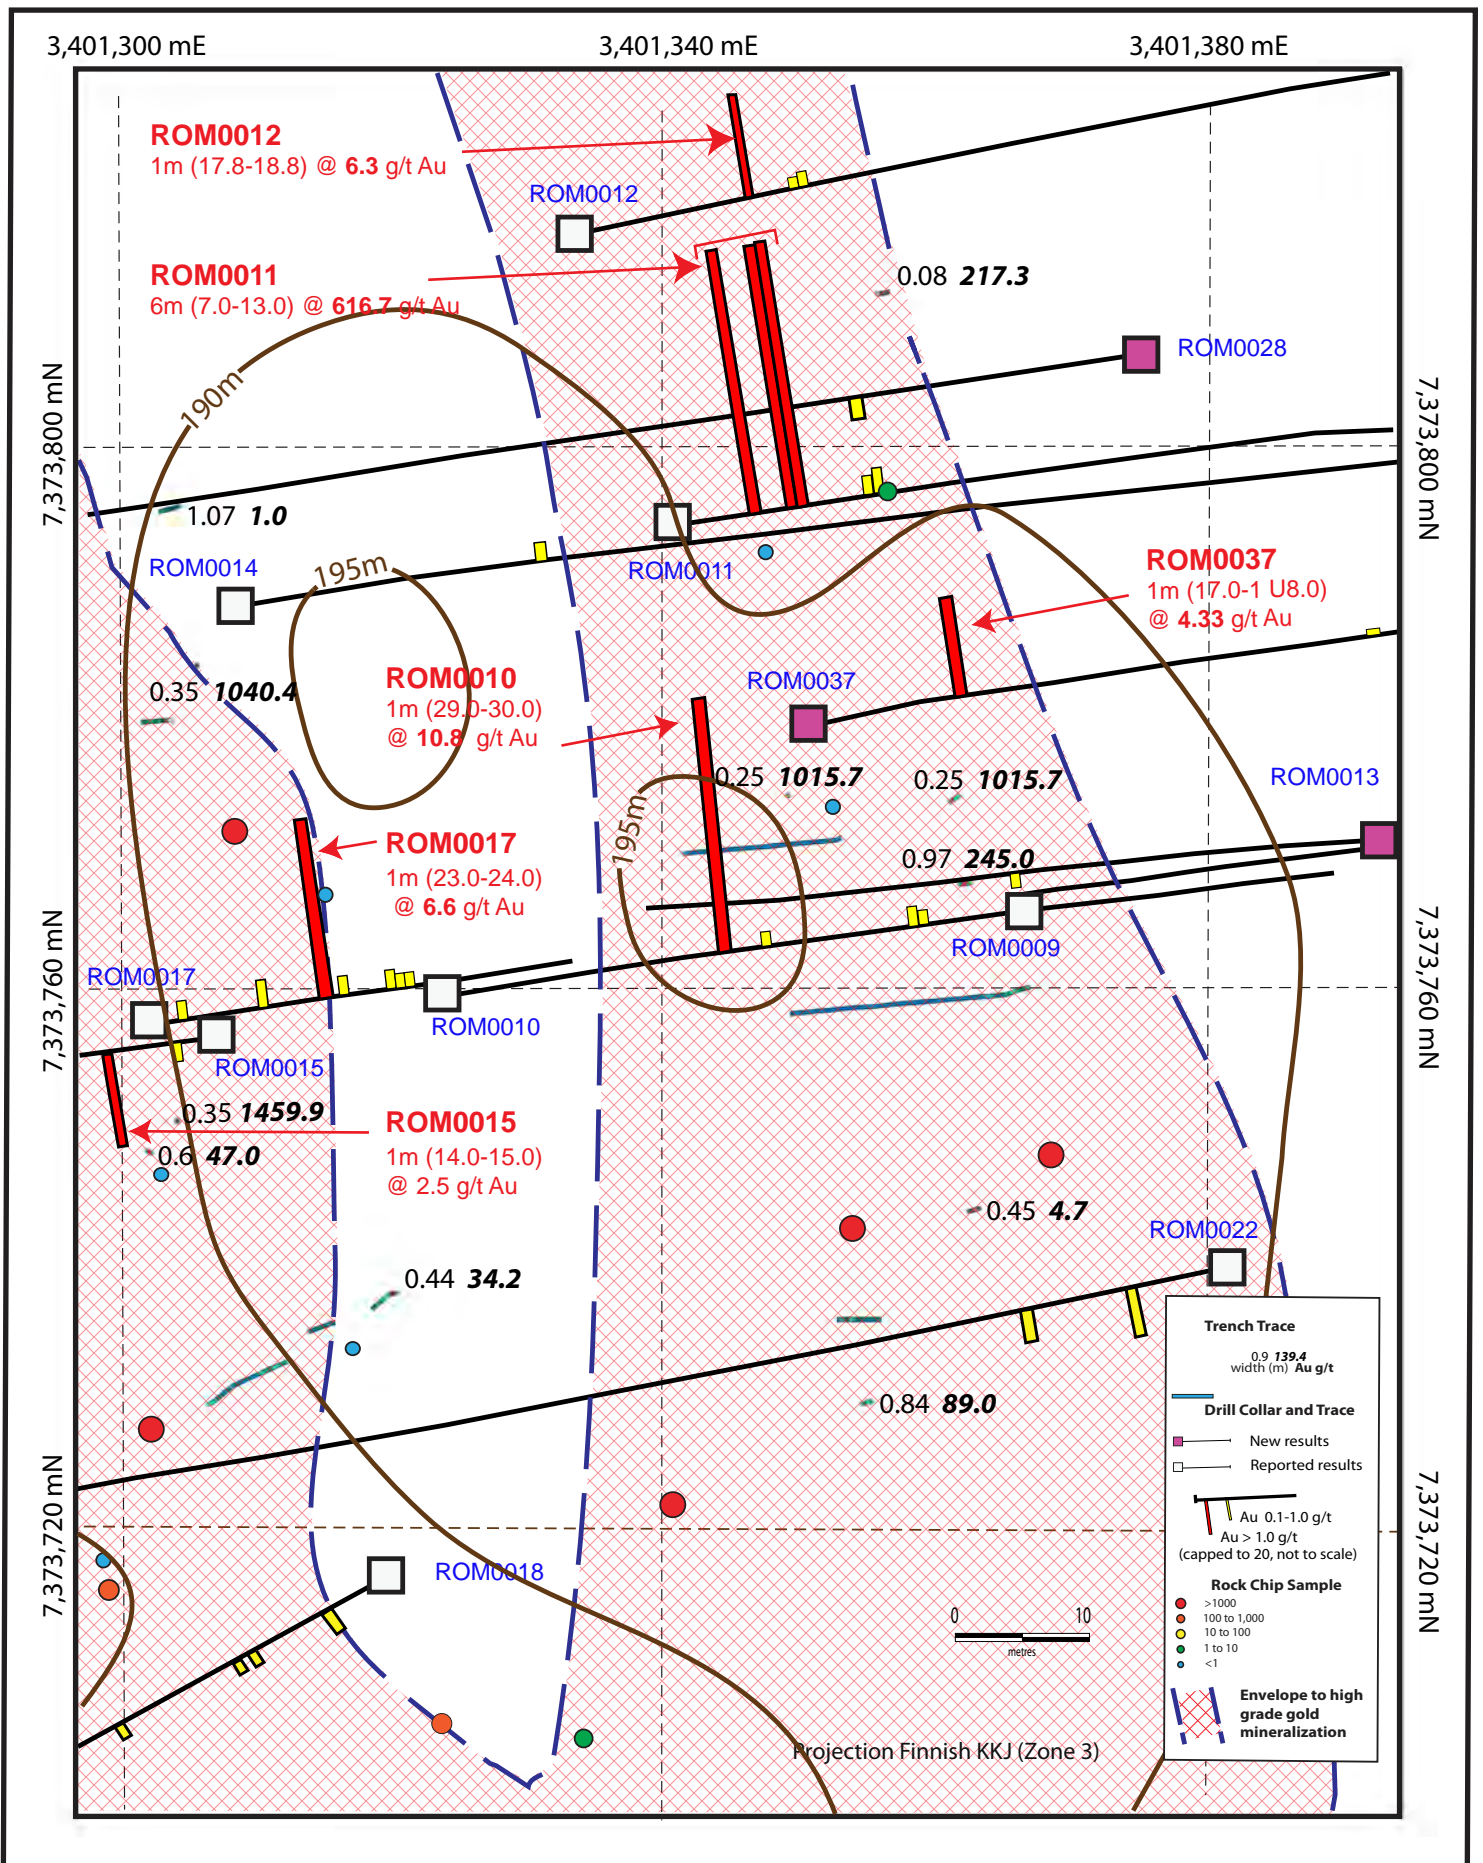 3,401,300 mE
3,401,340 mE
3,401,380 mE
ROM0012
1m (17.8-18.8) @ 6.3 g/t Au
ROM0012
ROM0011
6m (7.0-13.0) @ 616.7 g/t Au
0.08 217.3
ROM0028
190m
7,373,800 mN
7,373,800 mN
1.07 1.0
ROM0014
195m
ROM0011
ROM0037
1m (17.0-1 U8.0)
@ 4.33 g/t Au
0.35 1040.4
ROM0010
1m (29.0-30.0)
@ 10.8 g/t Au
ROM0037
0.25 1015.7
0.25 1015.7
ROM0013
195m
ROM0017
1m (23.0-24.0)
@ 6.6 g/t Au
0.97 245.0
ROM0009
7,373,760 mN
7,373,760 mN
ROM0017
ROM0010
ROM0015
0.35 1459.9
0.6 47.0
ROM0015
1m (14.0-15.0)
@ 2.5 g/t Au
0.45 4.7
ROM0022
0.44 34.2
0.84 89.0
7,373,720 mN
7,373,720 mN
ROM0018
0 10
metres
Projection Finnish KKJ (Zone 3)
Trench Trace
0.9 139.4
width (m) Au g/t
Drill Collar and Trace
New results
Reported results
Au 0.1-1.0 g/t
Au > 1.0 g/t
(capped to 20, not to scale)
Rock Chip Sample
>1000
100 to 1,000
10 to 100
1 to 10
<1
Envelope to high
grade gold
mineralization